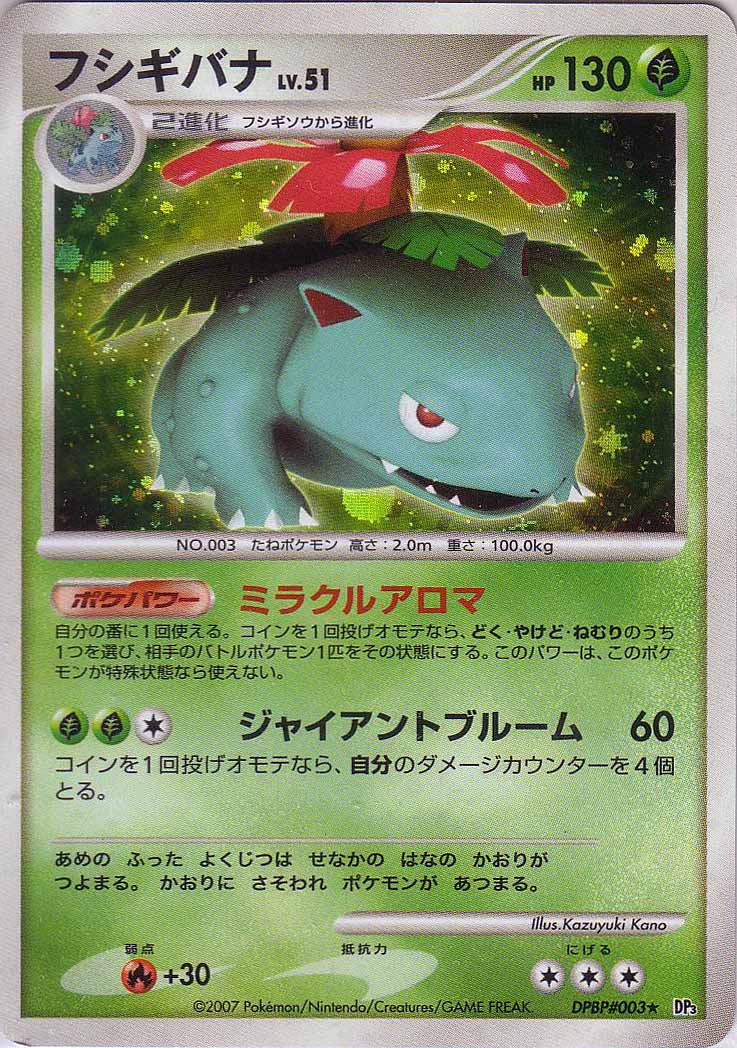 フシギバナ LV.51 HP 130
2進化 フシギソウから進化
NO.003 たねポケモン 高さ:2.0m 重さ:100.0kg
ポケパワー ミラクルアロマ
自分の番に1回使える。コインを1回投げオモテなら、どく・やけど・ねむりのうち
1つを選び、相手のバトルポケモン1匹をその状態にする。このパワーは、このポケ
モンが特殊状態なら使えない。
ジャイアントブルーム 60
コインを1回投げオモテなら、自分のダメージカウンターを4個
とる。
あめの ふった よくじつは せなかの はなの かおりが
つよまる。 かおりに さそわれ ポケモンが あつまる。
Illus.Kazuyuki Kano
弱点 抵抗力 にげる
+30
©2007 Pokémon/Nintendo/Creatures/GAME FREAK. DPBP#003★ DP3